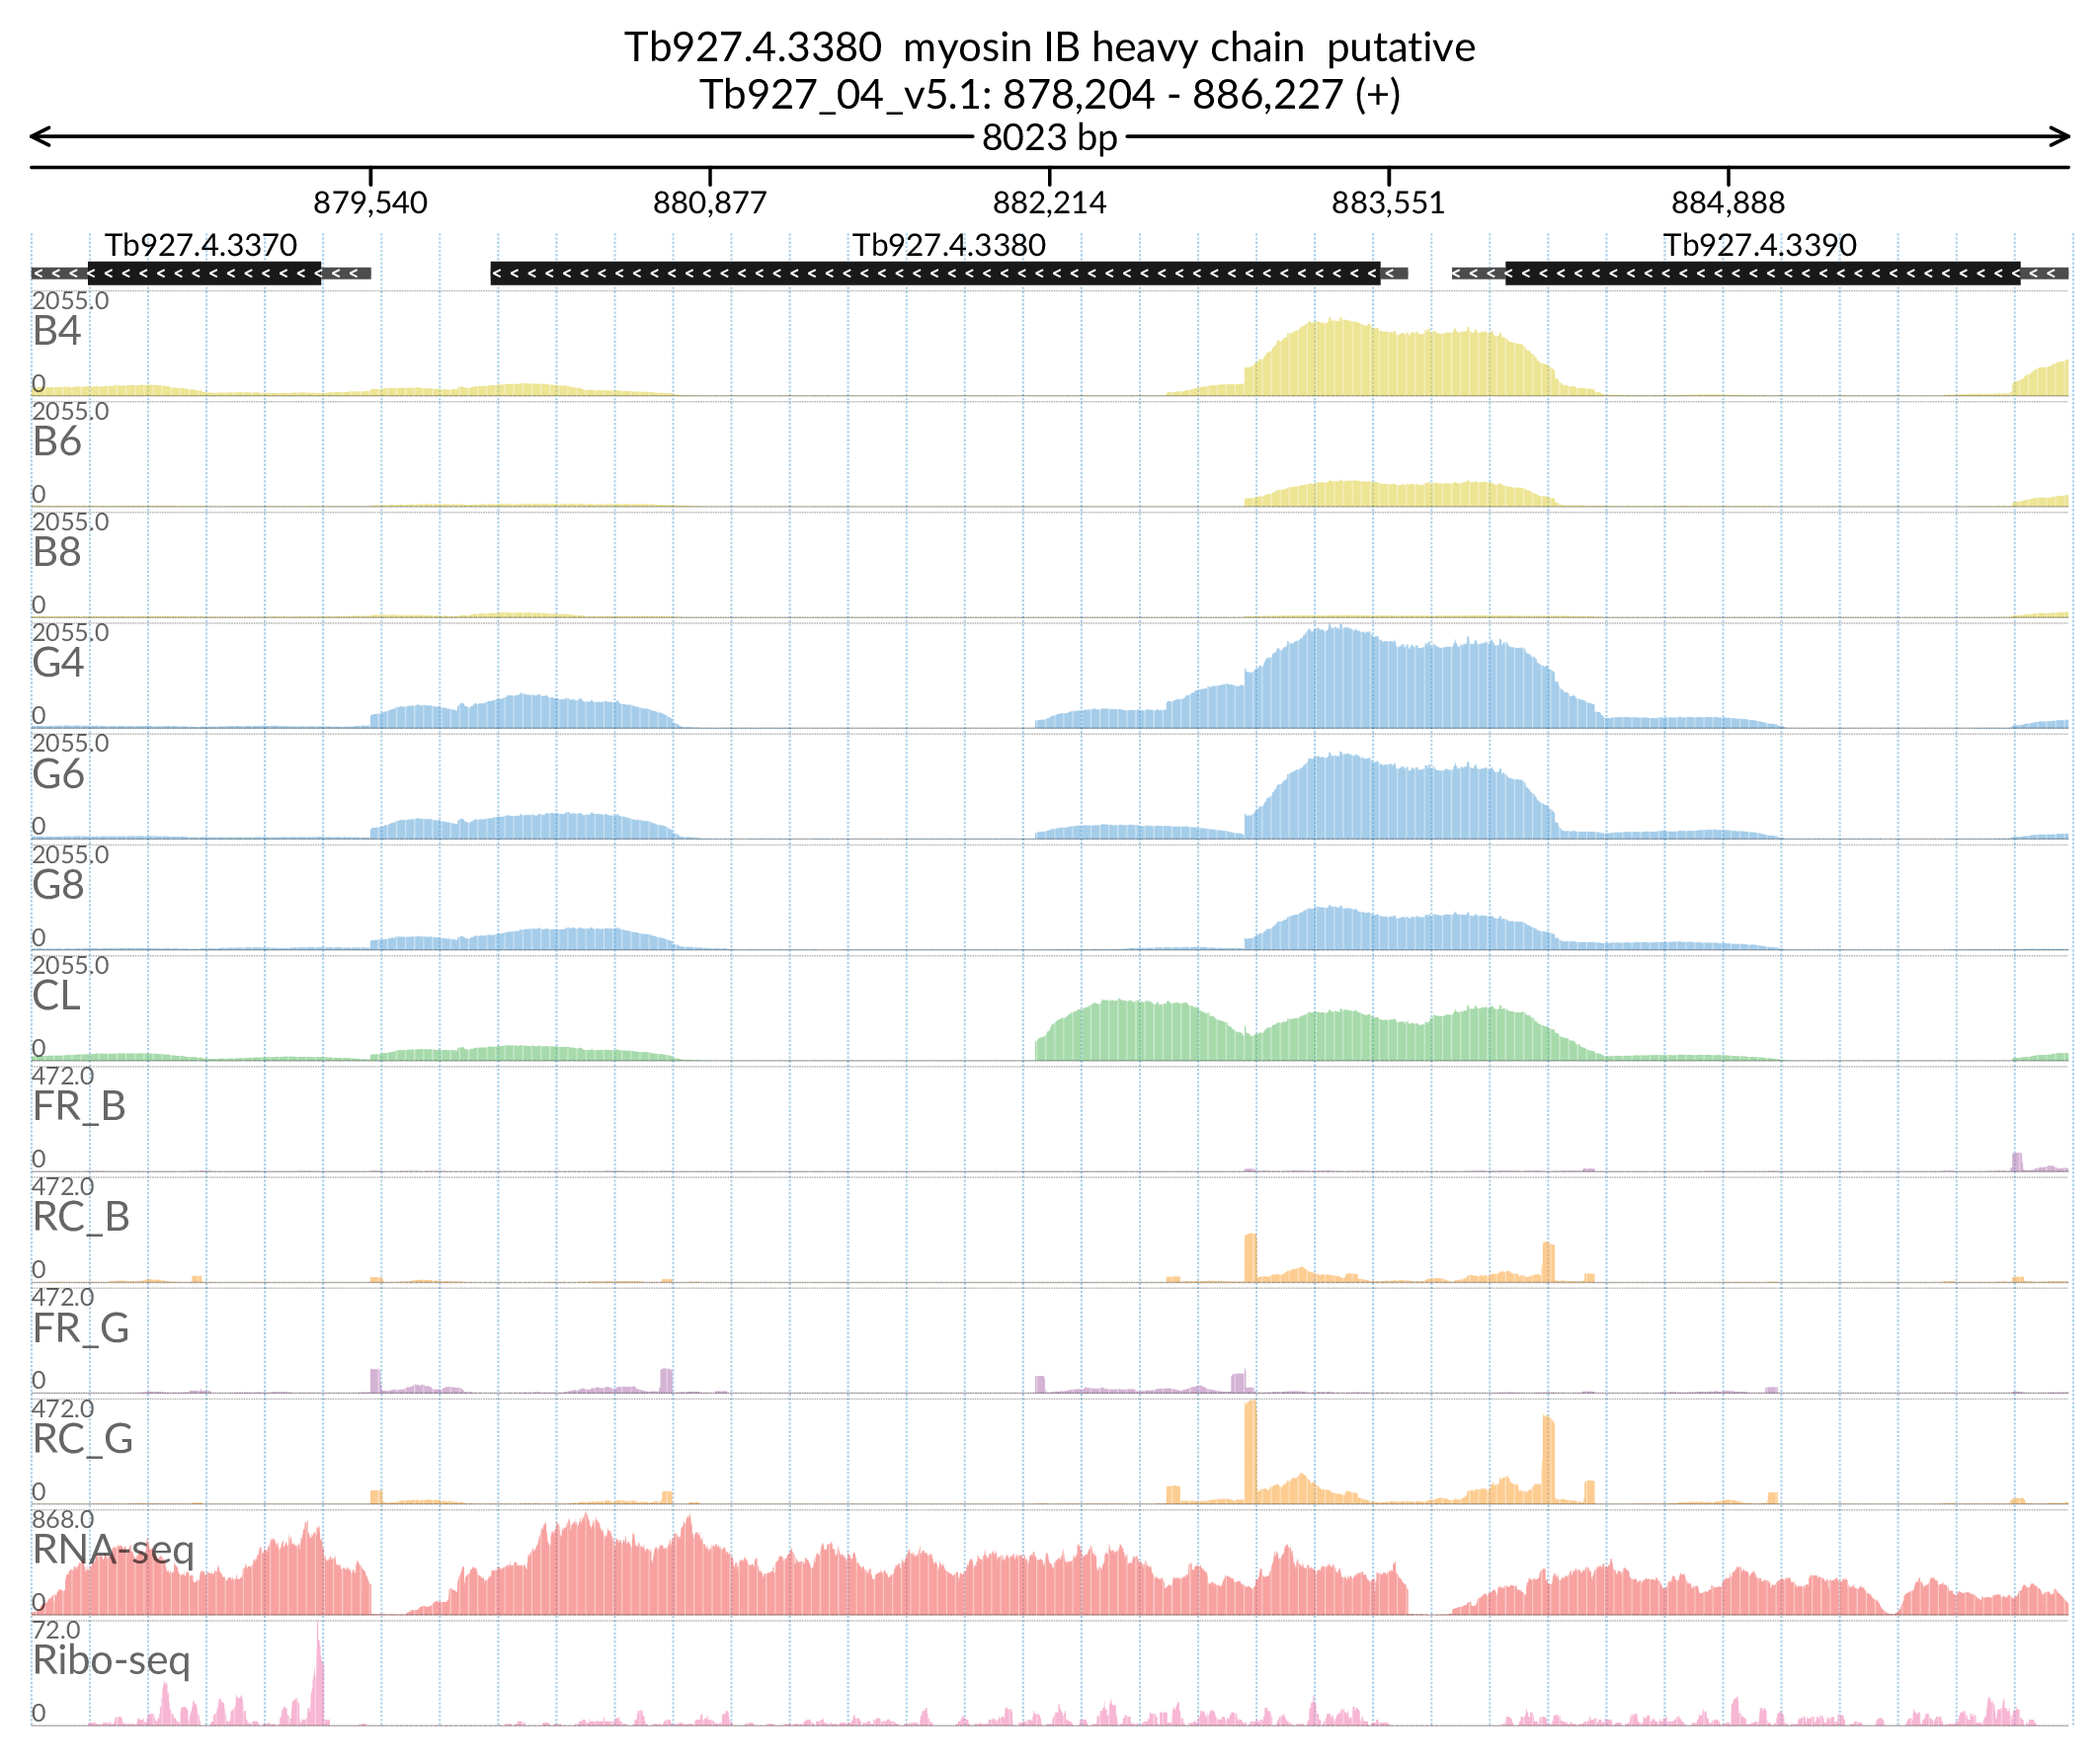 Tb927.4.3380 myosin IB heavy chain putative
Tb927_04_v5.1: 878,204 - 886,227 (+)
8023 bp
879,540 880,877 882,214 883,551 884,888
Tb927.4.3370 Tb927.4.3380 Tb927.4.3390
2055.0
B4
0
2055.0
B6
0
2055.0
B8
0
2055.0
G4
0
2055.0
G6
0
2055.0
G8
0
2055.0
CL
0
472.0
FR_B
0
472.0
RC_B
0
472.0
FR_G
0
472.0
RC_G
0
868.0
RNA-seq
0
72.0
Ribo-seq
0